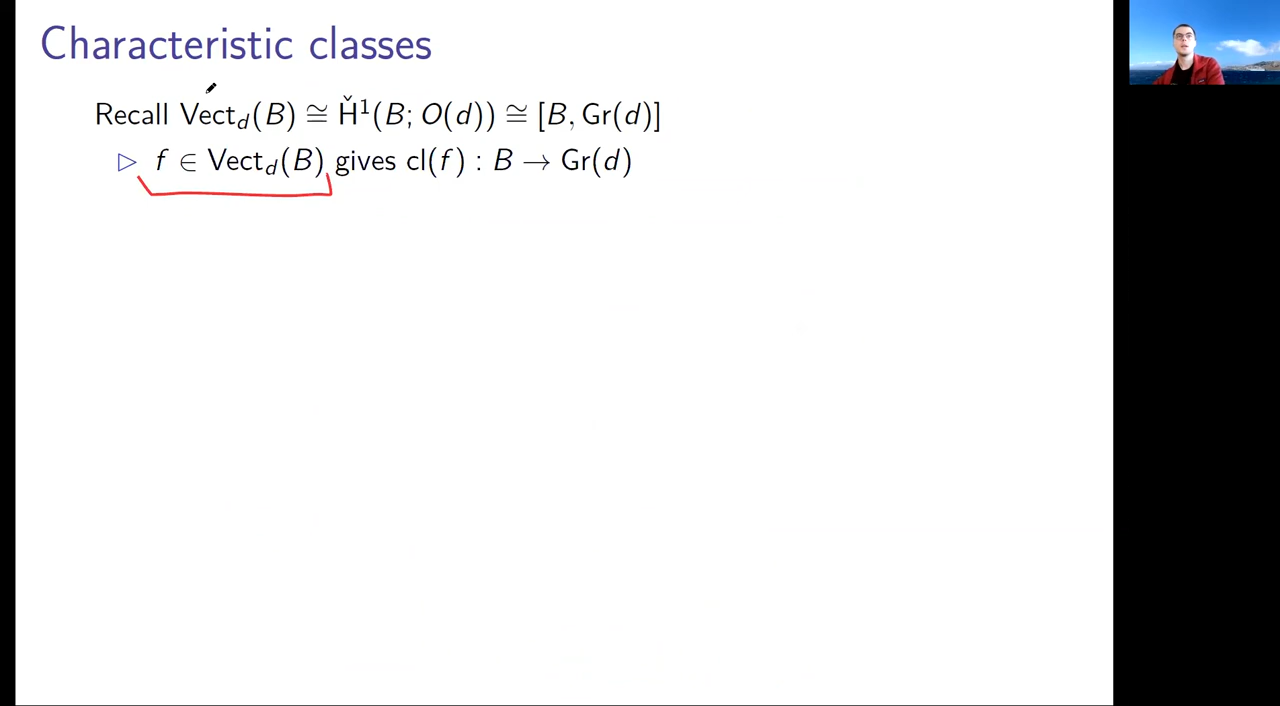 Characteristic classes
Recall Vect_d(B) ≅ Ȟ¹(B; O(d)) ≅ [B, Gr(d)]
▷ f ∈ Vect_d(B) gives cl(f) : B → Gr(d)